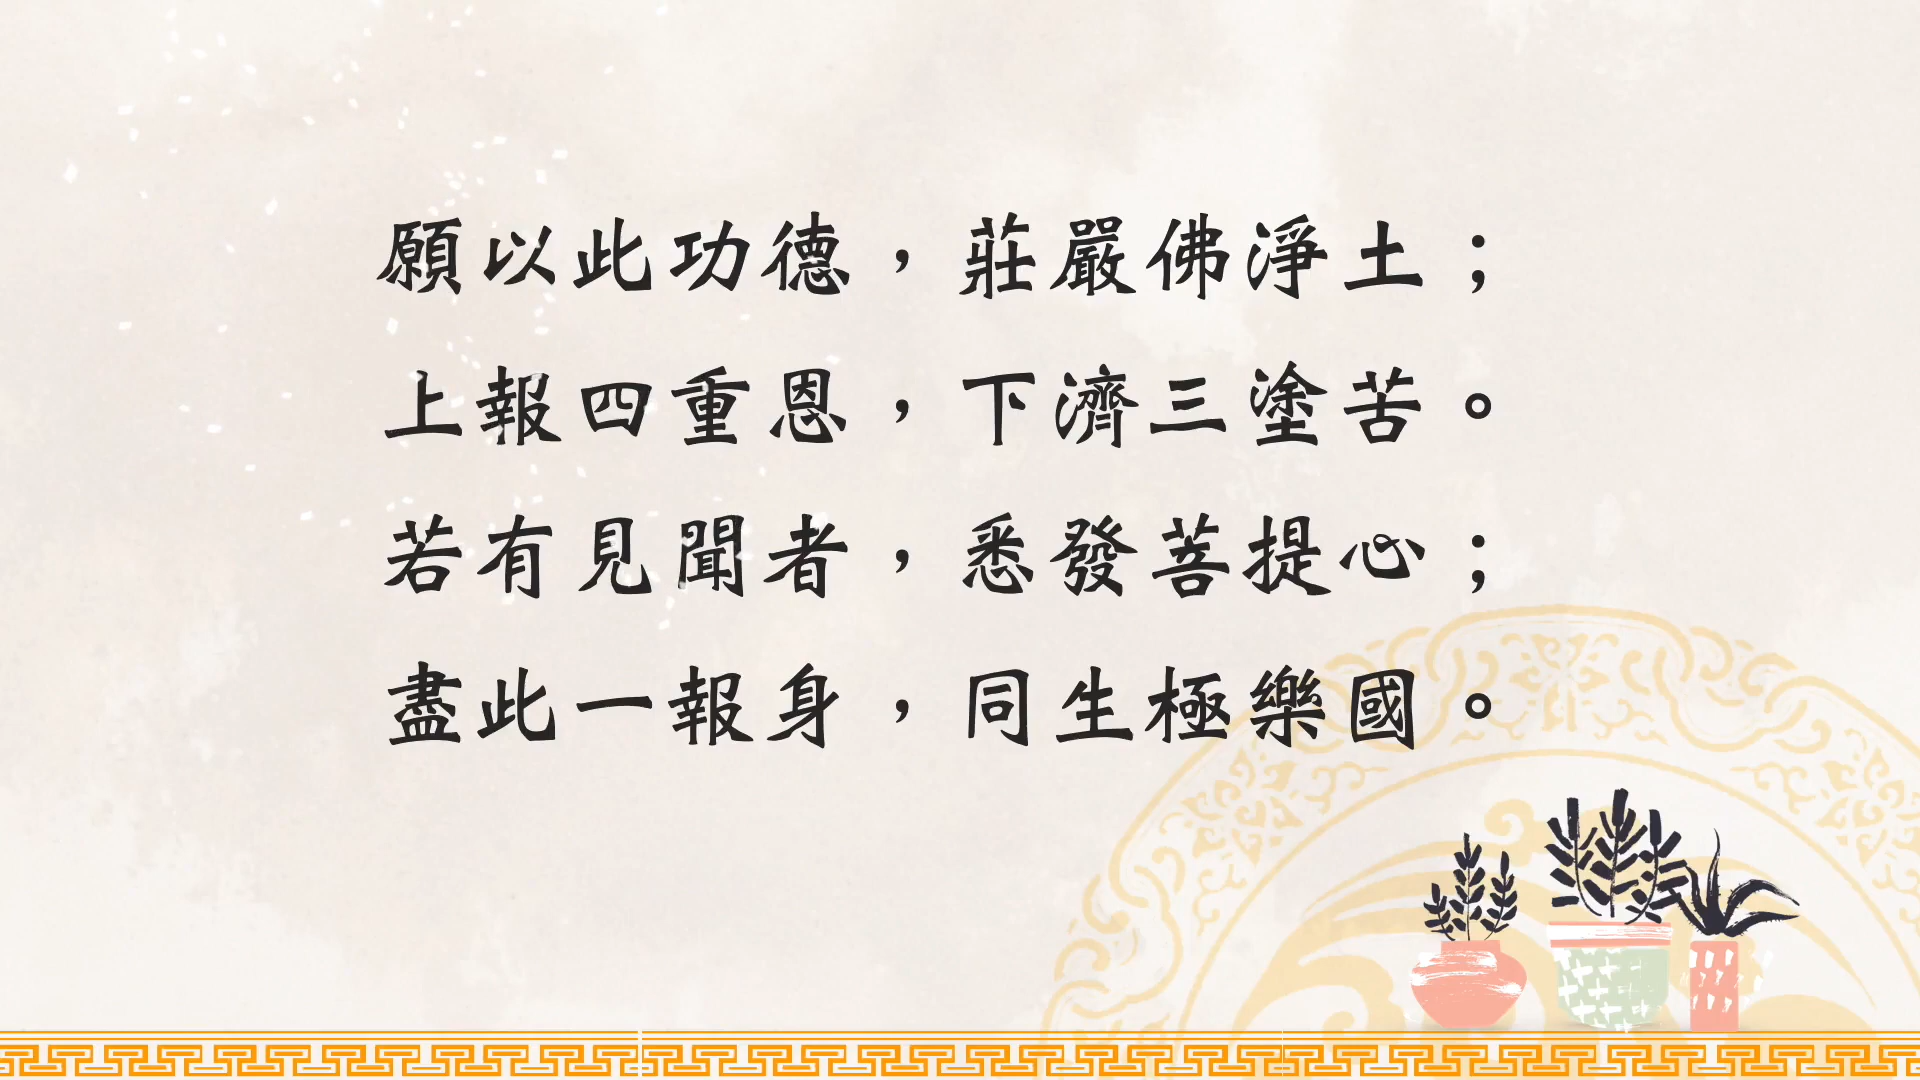 願以此功德，莊嚴佛淨土；
上報四重恩，下濟三塗苦。
若有見聞者，悉發菩提心；
盡此一報身，同生極樂國。